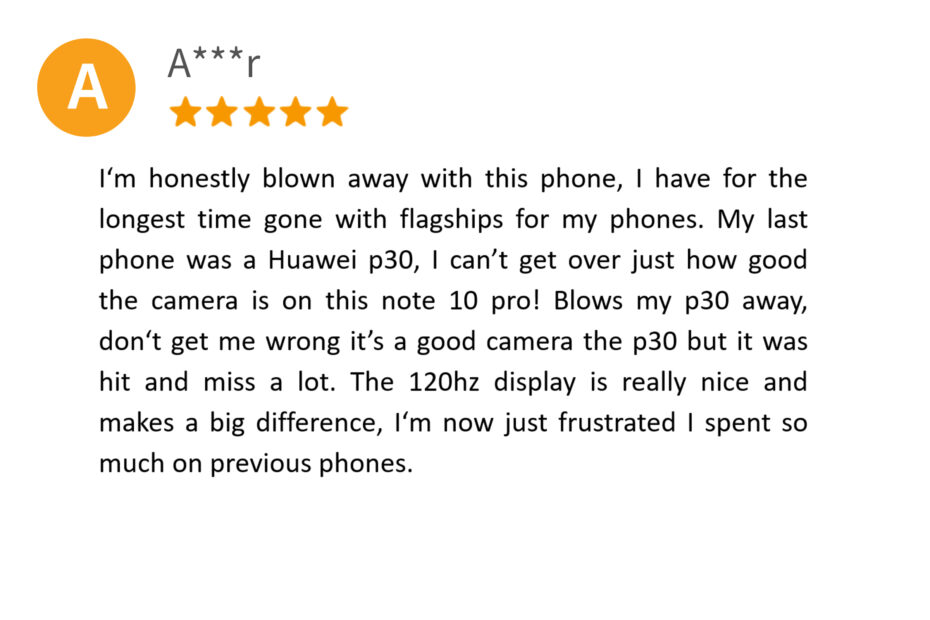 A
A***r
I‘m honestly blown away with this phone, I have for the
longest time gone with flagships for my phones. My last
phone was a Huawei p30, I can’t get over just how good
the camera is on this note 10 pro! Blows my p30 away,
don‘t get me wrong it’s a good camera the p30 but it was
hit and miss a lot. The 120hz display is really nice and
makes a big difference, I‘m now just frustrated I spent so
much on previous phones.